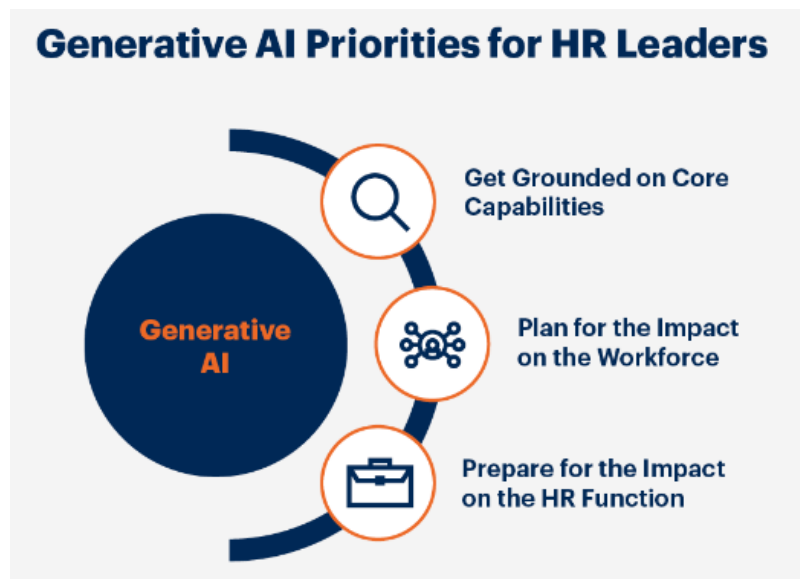 Generative AI Priorities for HR Leaders
Get Grounded on Core
Capabilities
Generative
AI
Plan for the Impact
on the Workforce
Prepare for the Impact
on the HR Function